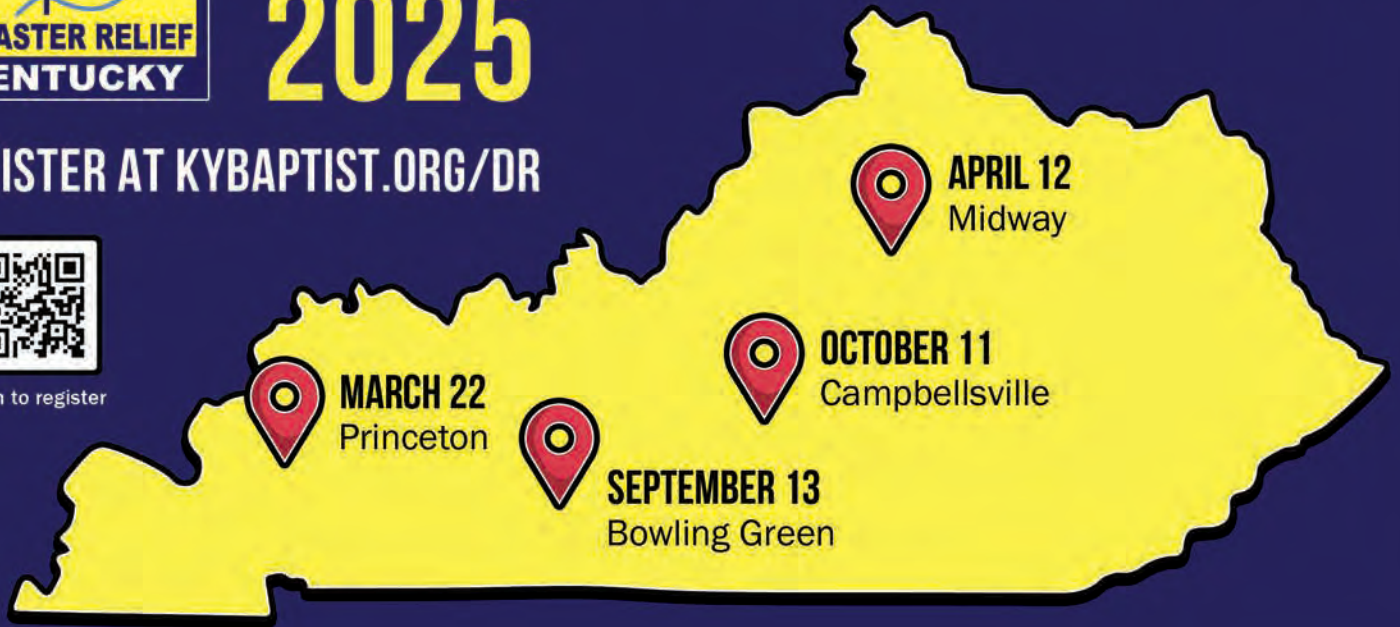 ASTER RELIEF
ENTUCKY
2025
ISTER AT KYBAPTIST.ORG/DR
n to register
APRIL 12
Midway
OCTOBER 11
Campbellsville
MARCH 22
Princeton
SEPTEMBER 13
Bowling Green